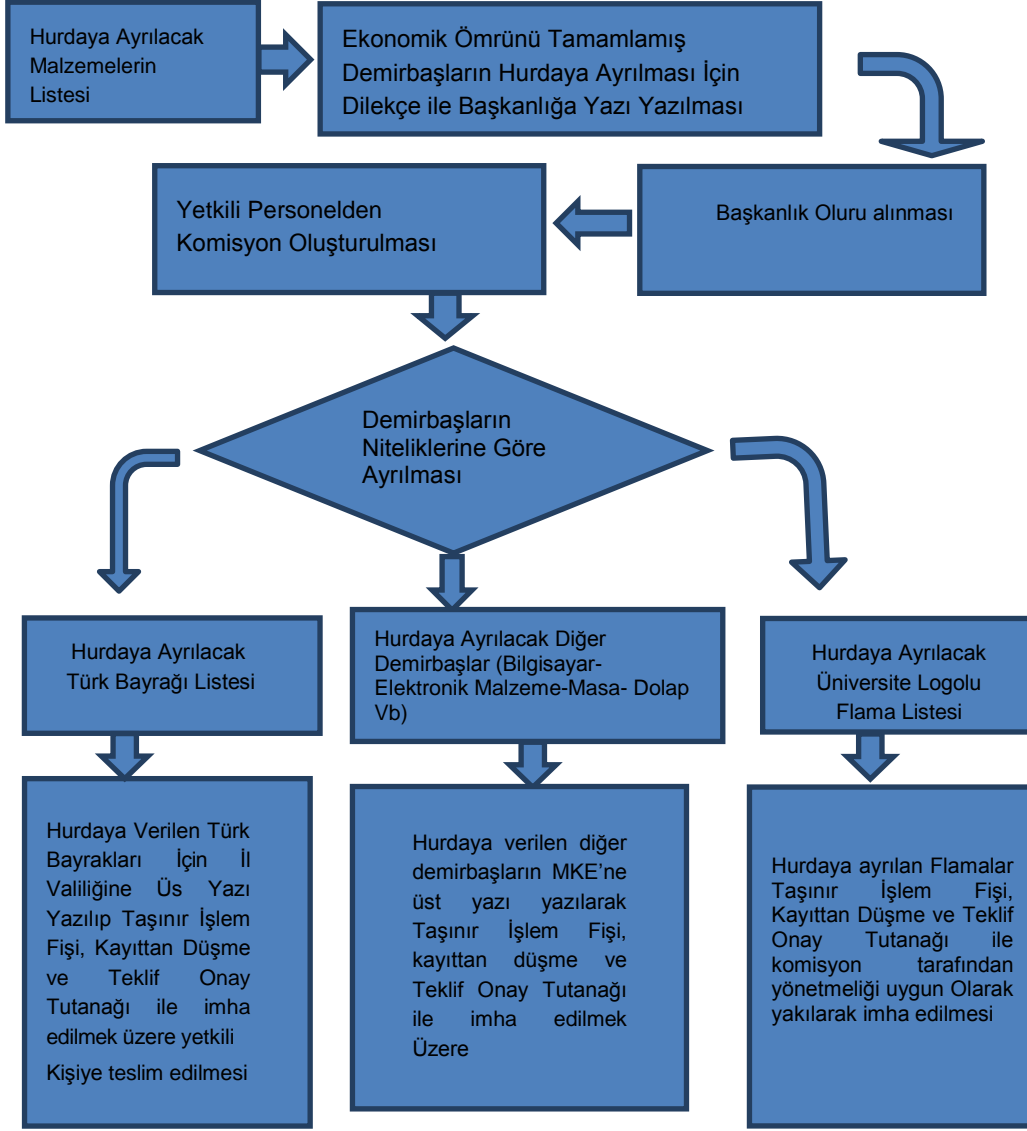 Hurdaya Ayrılacak
Malzemelerin
Listesi
Ekonomik Ömrünü Tamamlamış
Demirbaşların Hurdaya Ayrılması İçin
Dilekçe ile Başkanlığa Yazı Yazılması
Başkanlık Oluru alınması
Yetkili Personelden
Komisyon Oluşturulması
Demirbaşların
Niteliklerine Göre
Ayrılması
Hurdaya Ayrılacak
Türk Bayrağı Listesi
Hurdaya Ayrılacak Diğer
Demirbaşlar (Bilgisayar-
Elektronik Malzeme-Masa- Dolap
Vb)
Hurdaya Ayrılacak
Üniversite Logolu
Flama Listesi
Hurdaya Verilen Türk
Bayrakları İçin İl
Valiliğine Üs Yazı
Yazılıp Taşınır İşlem
Fişi, Kayıttan Düşme
ve Teklif Onay
Tutanağı ile imha
edilmek üzere yetkili
Kişiye teslim edilmesi
Hurdaya verilen diğer
demirbaşların MKE’ne
üst yazı yazılarak
Taşınır İşlem Fişi,
kayıttan düşme ve
Teklif Onay Tutanağı
ile imha edilmek
Üzere
Hurdaya ayrılan Flamalar
Taşınır İşlem Fişi,
Kayıttan Düşme ve Teklif
Onay Tutanağı ile
komisyon tarafından
yönetmeliği uygun Olarak
yakılarak imha edilmesi